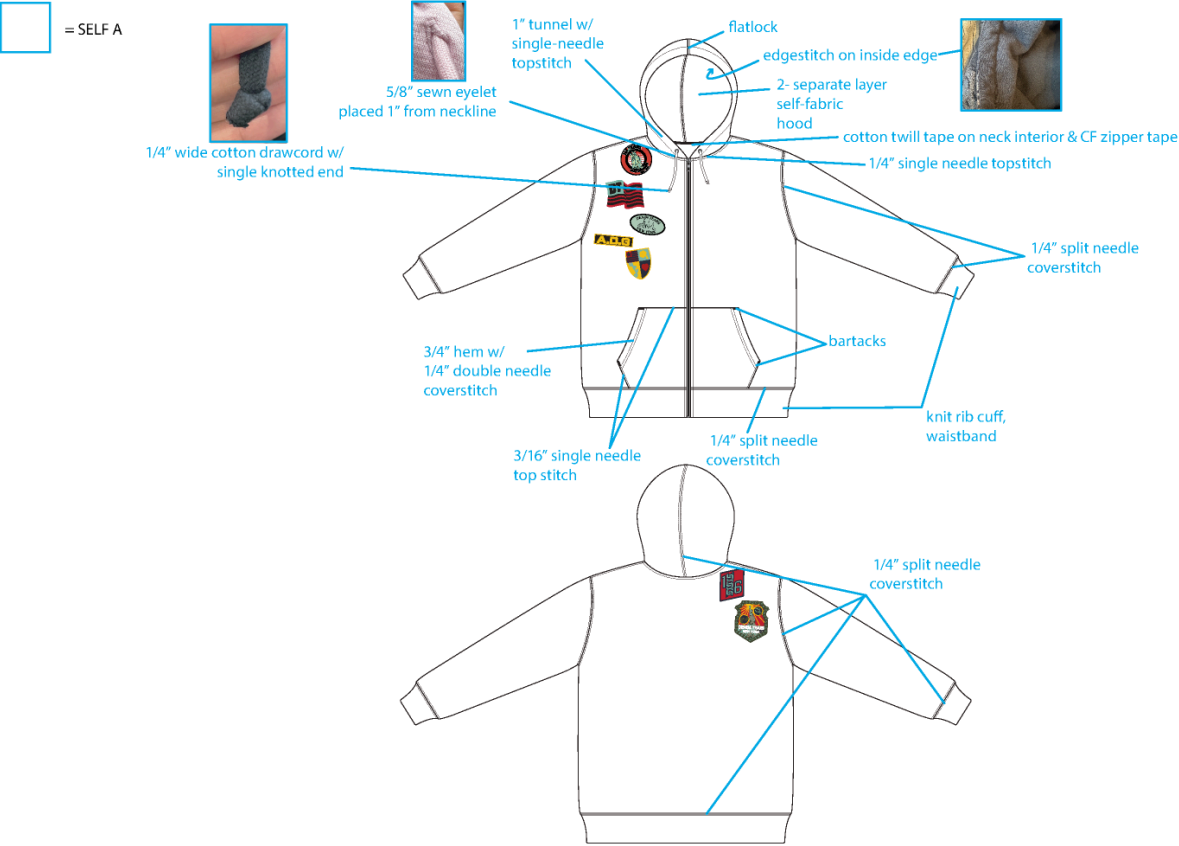 = SELF A
1” tunnel w/
single-needle
topstitch
flatlock
edgestitch on inside edge
5/8” sewn eyelet
placed 1” from neckline
2- separate layer
self-fabric
hood
cotton twill tape on neck interior & CF zipper tape
1/4” wide cotton drawcord w/
single knotted end
1/4” single needle topstitch
A.O.G
1/4” split needle
coverstitch
3/4” hem w/
1/4” double needle
coverstitch
bartacks
knit rib cuff,
waistband
3/16” single needle
top stitch
1/4” split needle
coverstitch
1/4” split needle
coverstitch